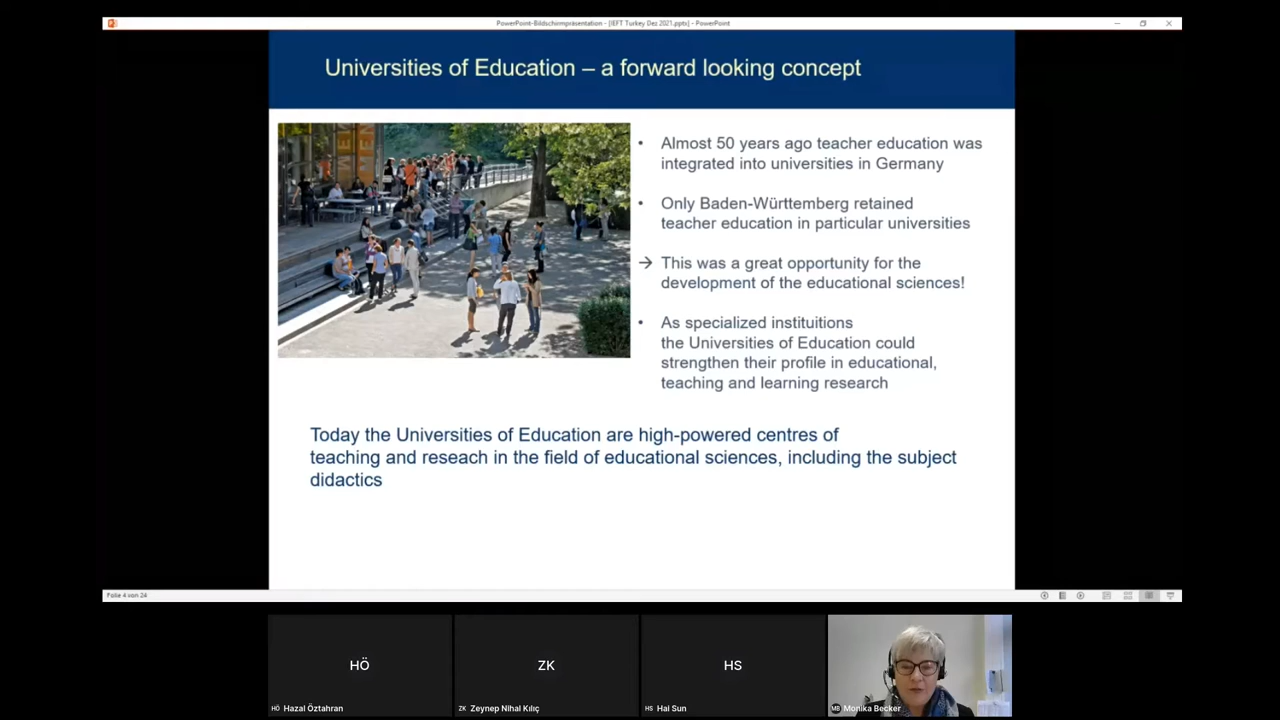 PowerPoint-Bildschirmpräsentation - [IEFT Turkey Dez 2021.pptx] - PowerPoint
Universities of Education – a forward looking concept
• Almost 50 years ago teacher education was
integrated into universities in Germany
• Only Baden-Württemberg retained
teacher education in particular universities
→ This was a great opportunity for the
development of the educational sciences!
• As specialized instituitions
the Universities of Education could
strengthen their profile in educational,
teaching and learning research
Today the Universities of Education are high-powered centres of
teaching and reseach in the field of educational sciences, including the subject
didactics
Folie 4 von 24
HÖ
HÖ Hazal Öztahran
ZK
ZK Zeynep Nihal Kılıç
HS
HS Hal Sun
MB Monika Becker